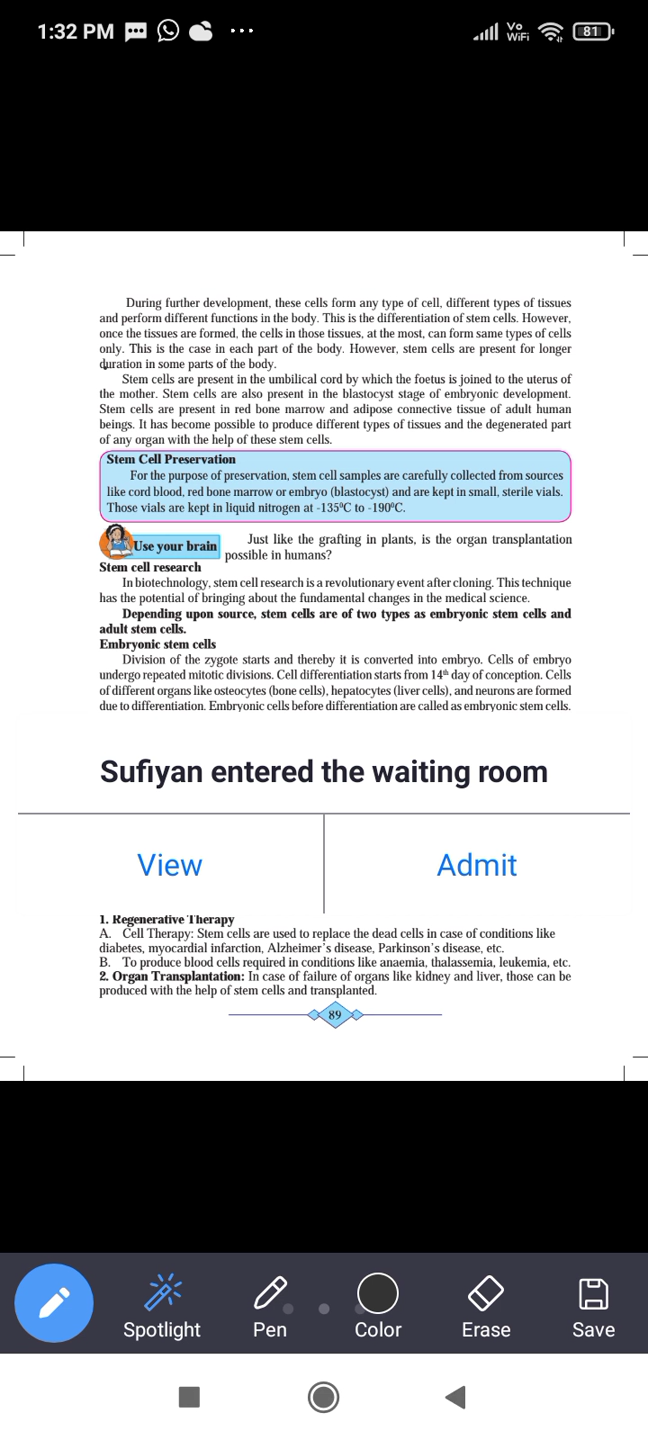 1:32 PM
Vo
WiFi
81
During further development, these cells form any type of cell, different types of tissues
and perform different functions in the body. This is the differentiation of stem cells. However,
once the tissues are formed, the cells in those tissues, at the most, can form same types of cells
only. This is the case in each part of the body. However, stem cells are present for longer
duration in some parts of the body.
Stem cells are present in the umbilical cord by which the foetus is joined to the uterus of
the mother. Stem cells are also present in the blastocyst stage of embryonic development.
Stem cells are present in red bone marrow and adipose connective tissue of adult human
beings. It has become possible to produce different types of tissues and the degenerated part
of any organ with the help of these stem cells.
Stem Cell Preservation
For the purpose of preservation, stem cell samples are carefully collected from sources
like cord blood, red bone marrow or embryo (blastocyst) and are kept in small, sterile vials.
Those vials are kept in liquid nitrogen at -135⁰C to -190⁰C.
Use your brain
Just like the grafting in plants, is the organ transplantation
possible in humans?
Stem cell research
In biotechnology, stem cell research is a revolutionary event after cloning. This technique
has the potential of bringing about the fundamental changes in the medical science.
Depending upon source, stem cells are of two types as embryonic stem cells and
adult stem cells.
Embryonic stem cells
Division of the zygote starts and thereby it is converted into embryo. Cells of embryo
undergo repeated mitotic divisions. Cell differentiation starts from 14th day of conception. Cells
of different organs like osteocytes (bone cells), hepatocytes (liver cells), and neurons are formed
due to differentiation. Embryonic cells before differentiation are called as embryonic stem cells.
Sufiyan entered the waiting room
View
Admit
1. Regenerative Therapy
A. Cell Therapy: Stem cells are used to replace the dead cells in case of conditions like
diabetes, myocardial infarction, Alzheimer's disease, Parkinson's disease, etc.
B. To produce blood cells required in conditions like anaemia, thalassemia, leukemia, etc.
2. Organ Transplantation: In case of failure of organs like kidney and liver, those can be
produced with the help of stem cells and transplanted.
89
Spotlight
Pen
Color
Erase
Save